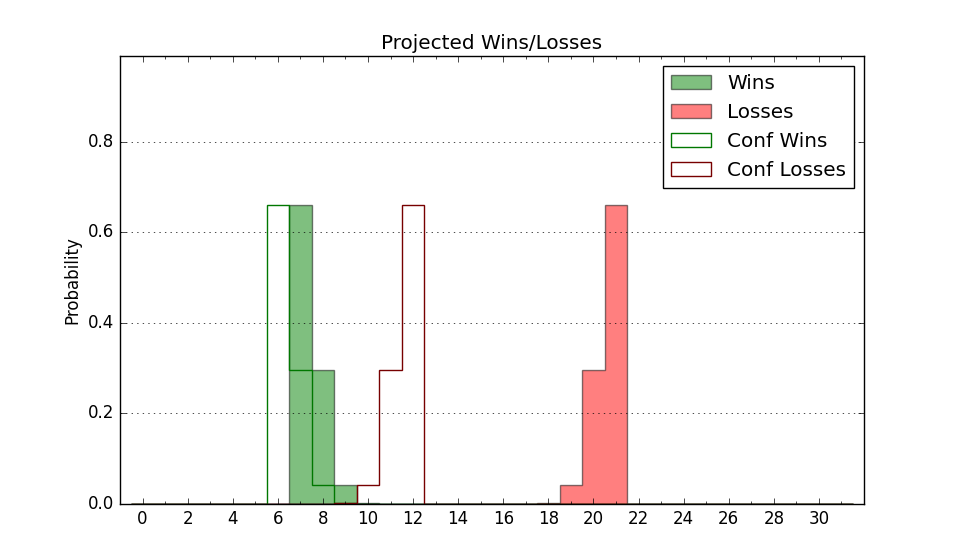 Projected Wins/Losses
Wins
Losses
Conf Wins
Conf Losses
Probability
0.8
0.6
0.4
0.2
0.0
0 2 4 6 8 10 12 14 16 18 20 22 24 26 28 30